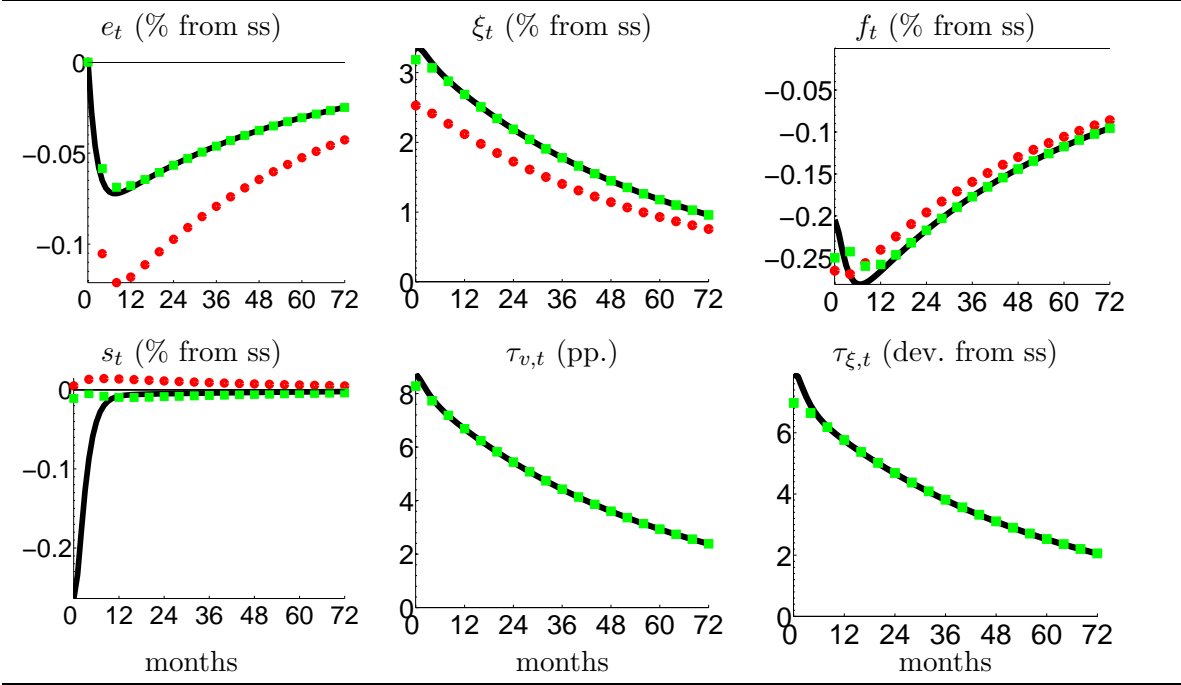 e_t (% from ss)
ξ_t (% from ss)
f_t (% from ss)
0
−0.05
−0.1
0 12 24 36 48 60 72
3
2
1
0
0 12 24 36 48 60 72
−0.05
−0.1
−0.15
−0.2
−0.25
0 12 24 36 48 60 72
s_t (% from ss)
τ_{v,t} (pp.)
τ_{ξ,t} (dev. from ss)
0
−0.1
−0.2
0 12 24 36 48 60 72
8
6
4
2
0
0 12 24 36 48 60 72
6
4
2
0
0 12 24 36 48 60 72
months
months